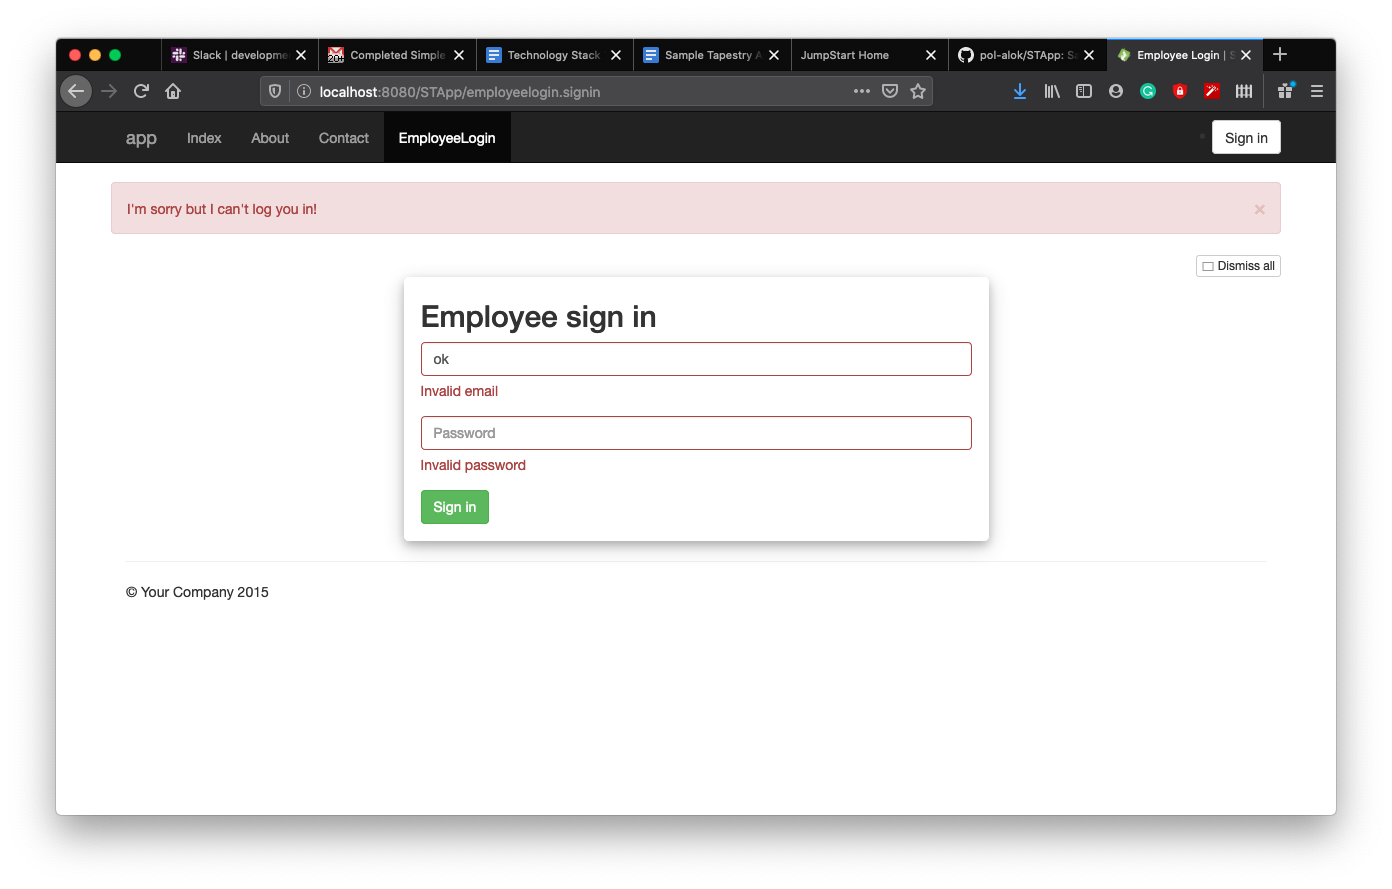 Slack | developme
Completed Simple
Technology Stack
Sample Tapestry A
JumpStart Home
pol-alok/STApp: Sa
Employee Login | S
20+
localhost:8080/STApp/employeelogin.signin
app
Index
About
Contact
EmployeeLogin
Sign in
I'm sorry but I can't log you in!
×
Dismiss all
Employee sign in
ok
Invalid email
Password
Invalid password
Sign in
© Your Company 2015